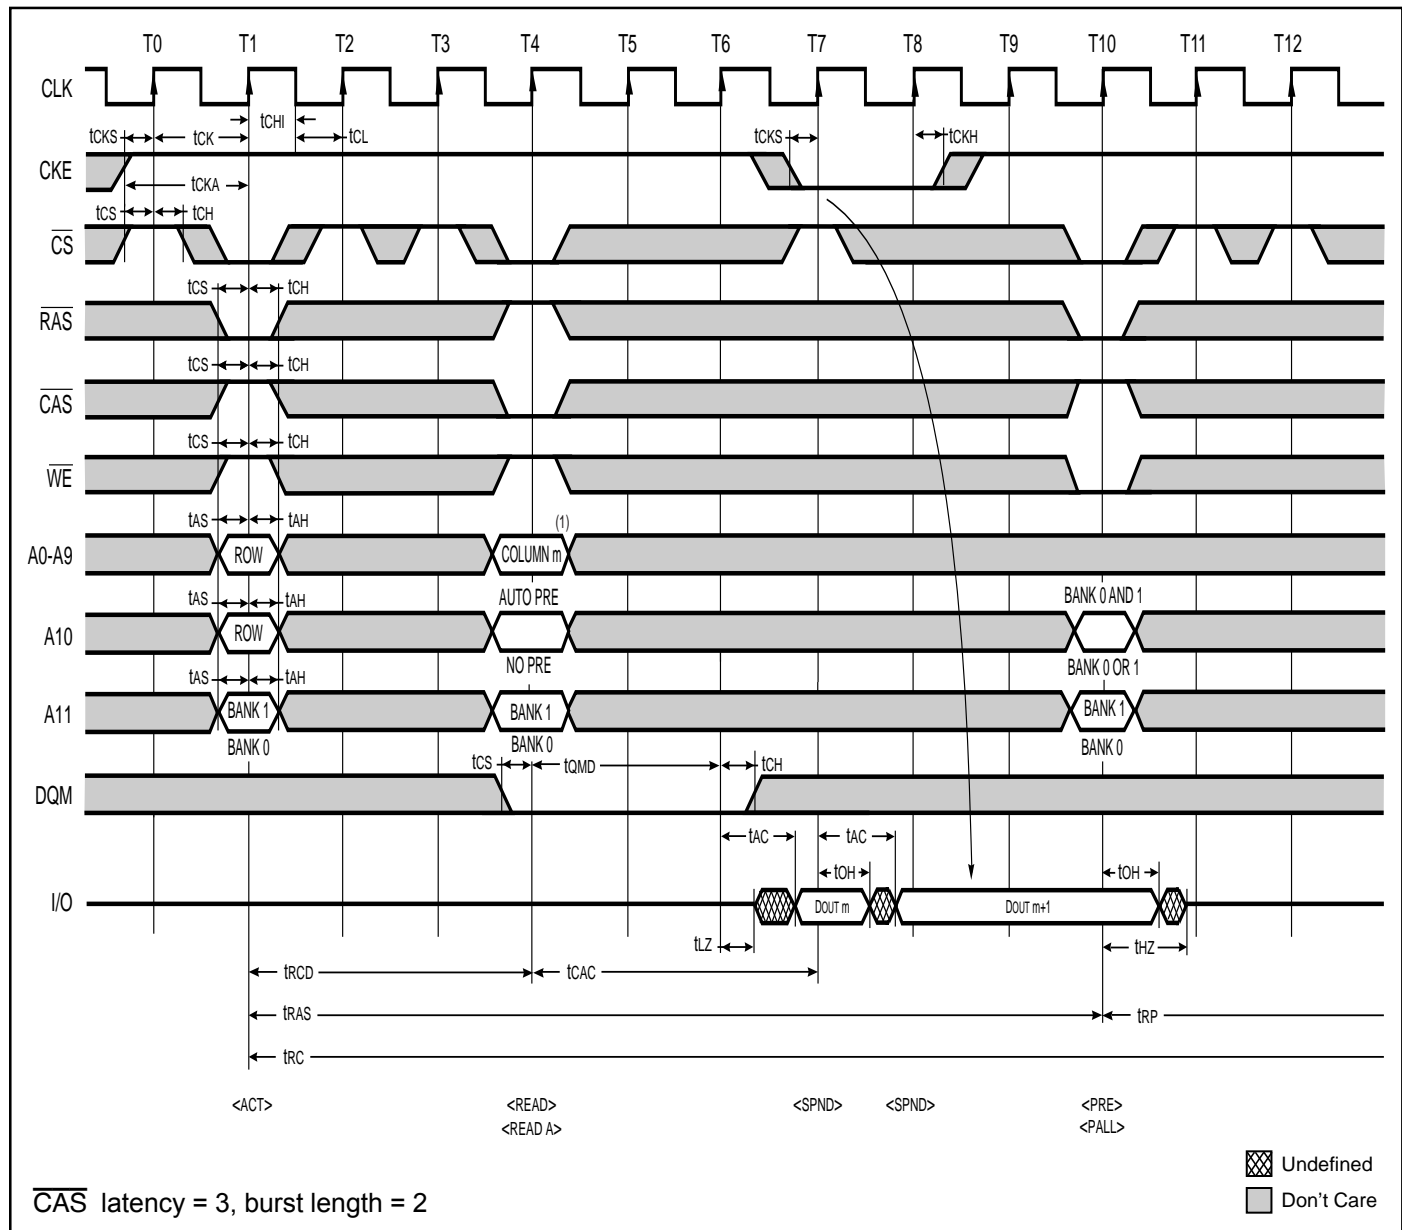 T0 T1 T2 T3 T4 T5 T6 T7 T8 T9 T10 T11 T12
CLK
tCHI
tCKS tCK tCL tCKS tCKH
CKE
tCKA
tCS tCH
CS
tCS tCH
RAS
tCS tCH
CAS
tCS tCH
WE
tAS tAH (1)
A0-A9 ROW COLUMN m
tAS tAH AUTO PRE BANK 0 AND 1
A10 ROW
NO PRE BANK 0 OR 1
tAS tAH
A11 BANK 1 BANK 1 BANK 1
BANK 0 BANK 0 BANK 0
tCS tQMD tCH
DQM
tAC tAC
tOH tOH
I/O DOUT m DOUT m+1
tLZ tHZ
tRCD tCAC
tRAS tRP
tRC
<ACT> <READ> <SPND> <SPND> <PRE>
<READ A> <PALL>
Undefined
Don't Care
CAS latency = 3, burst length = 2